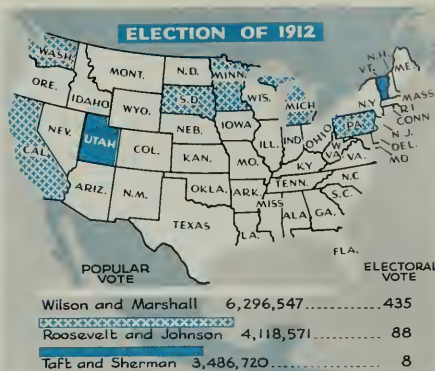 ELECTION OF 1912
WASH.
MONT.
N.D.
MINN.
VT.
N.H.
ME.
ORE.
IDAHO
WYO.
S.D.
WIS.
MICH
N.Y.
MASS.
RI
CONN
NEV.
UTAH
COL.
NEB.
IOWA
ILL.
IND
OHIO
PA.
N.J.
DEL.
MD
CAL.
KAN.
MO.
KY
W.
VA.
VA.
ARIZ.
N.M.
OKLA.
ARK.
TENN.
N.C
S.C.
TEXAS
LA.
MISS
ALA
GA.
FLA.
POPULAR
VOTE
ELECTORAL
VOTE
Wilson and Marshall 6,296,547............ 435
Roosevelt and Johnson 4,118,571............ 88
Taft and Sherman 3,486,720............ 8